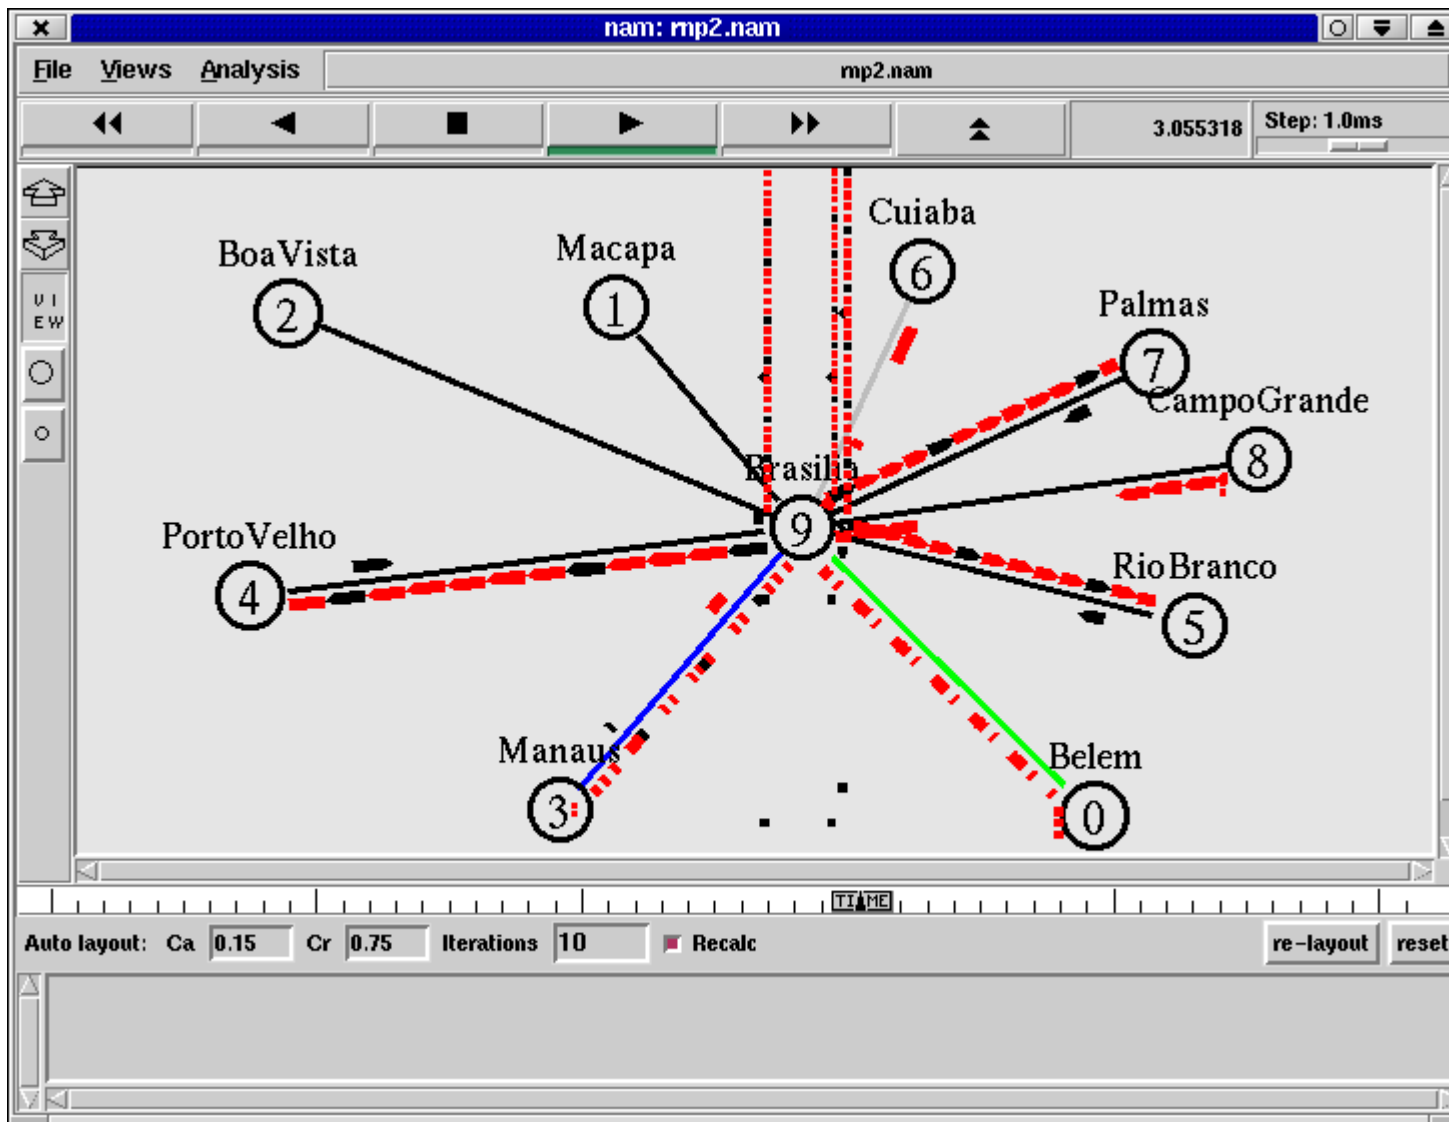 nam: rnp2.nam
File Views Analysis rnp2.nam
3.055318 Step: 1.0ms
VIEW
Cuiaba
6
BoaVista
2
Macapa
1
Palmas
7
CampoGrande
8
Brasilia
9
PortoVelho
4
RioBranco
5
Manaus
3
Belem
0
TIME
Auto layout: Ca 0.15 Cr 0.75 Iterations 10 Recalc re-layout reset